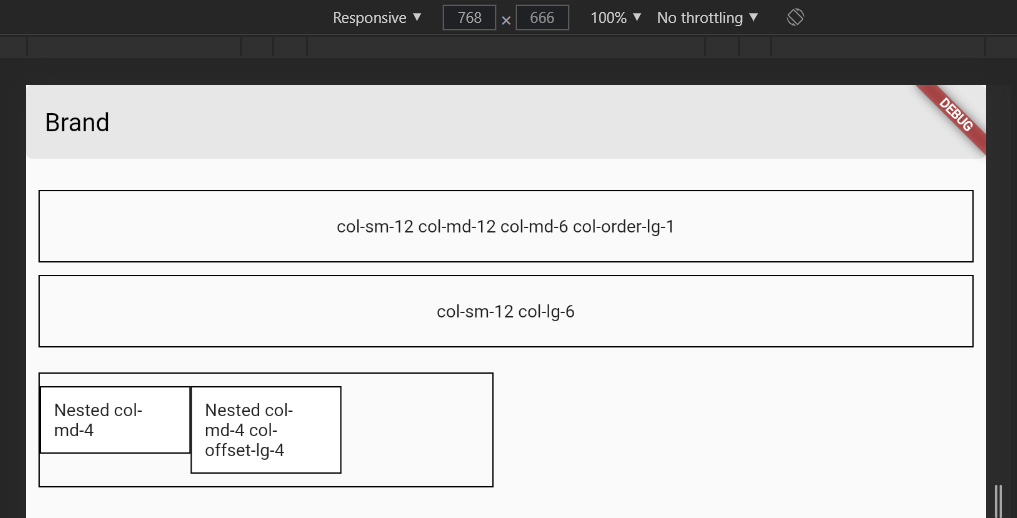 Responsive ▼ 768 × 666 100% ▼ No throttling ▼
Brand
DEBUG
col-sm-12 col-md-12 col-md-6 col-order-lg-1
col-sm-12 col-lg-6
Nested col-
md-4
Nested col-
md-4 col-
offset-lg-4